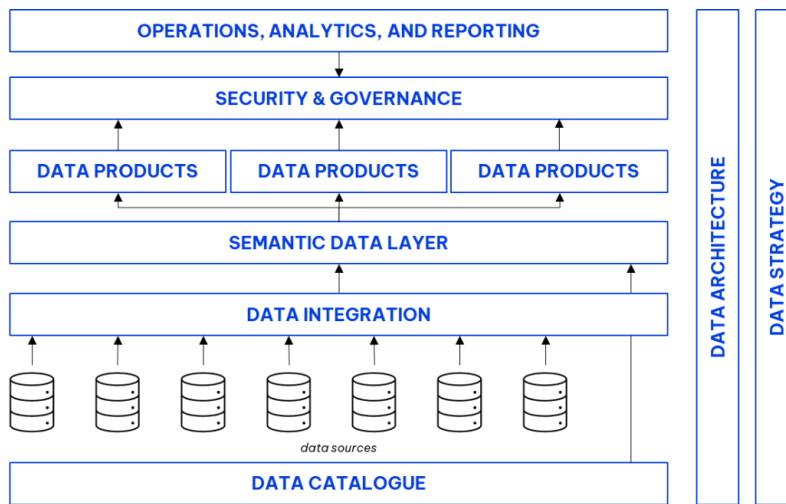 OPERATIONS, ANALYTICS, AND REPORTING
SECURITY & GOVERNANCE
DATA PRODUCTS
DATA PRODUCTS
DATA PRODUCTS
SEMANTIC DATA LAYER
DATA INTEGRATION
data sources
DATA CATALOGUE
DATA ARCHITECTURE
DATA STRATEGY